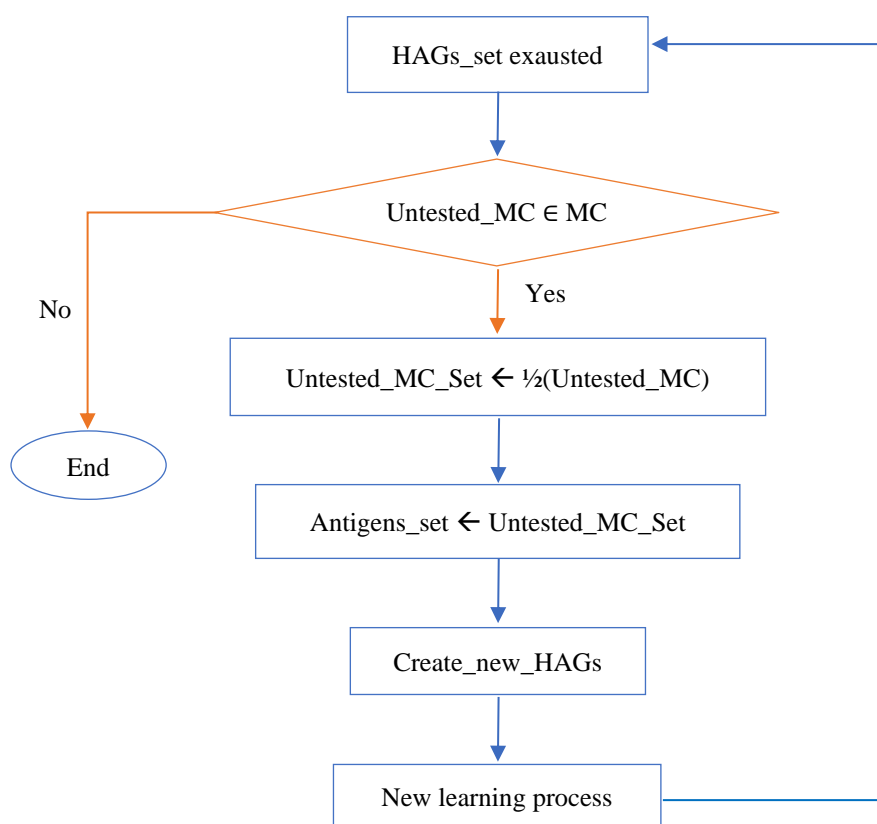 HAGs_set exausted
Untested_MC ∈ MC
Yes
No
Untested_MC_Set ← ½(Untested_MC)
End
Antigens_set ← Untested_MC_Set
Create_new_HAGs
New learning process